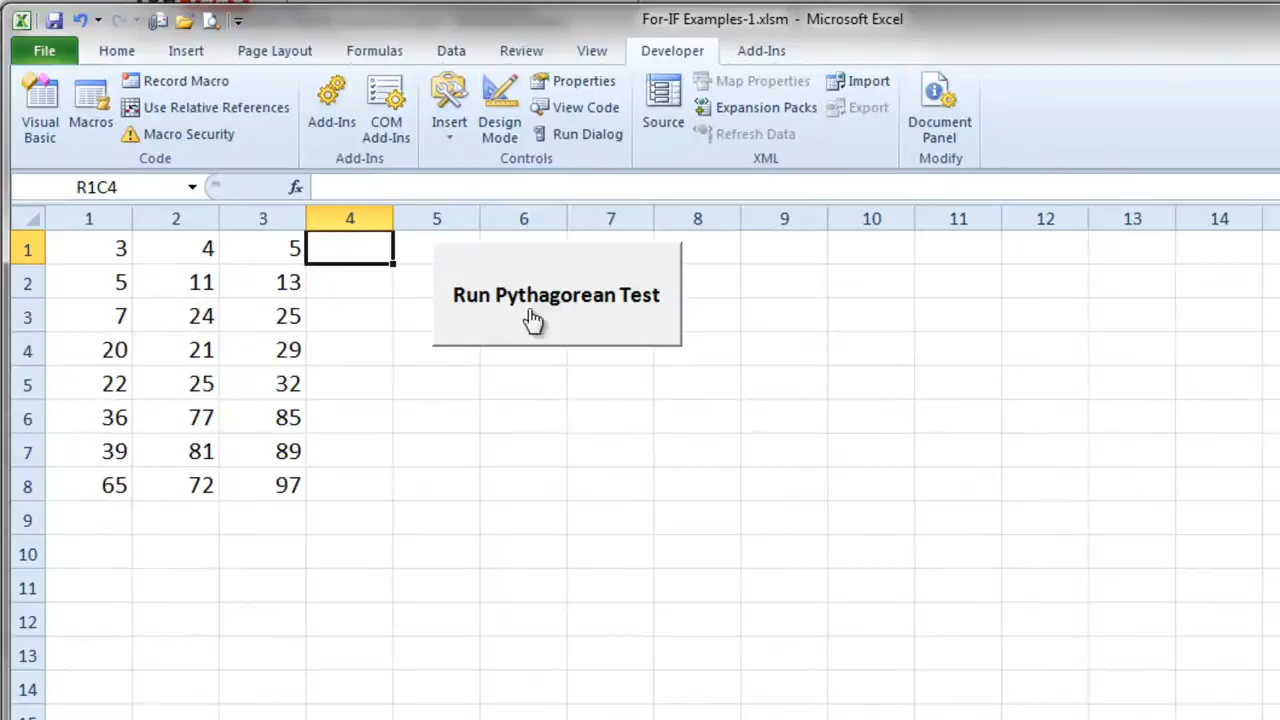 For-IF Examples-1.xlsm - Microsoft Excel
File Home Insert Page Layout Formulas Data Review View Developer Add-Ins
Visual Basic
Macros
Record Macro
Use Relative References
Macro Security
Code
Add-Ins
COM Add-Ins
Add-Ins
Insert
Design Mode
Properties
View Code
Run Dialog
Controls
Source
Map Properties
Expansion Packs
Refresh Data
Import
Export
XML
Document Panel
Modify
R1C4 fx
1 2 3 4 5 6 7 8 9 10 11 12 13 14
1 3 4 5
2 5 11 13
3 7 24 25
4 20 21 29
5 22 25 32
6 36 77 85
7 39 81 89
8 65 72 97
9
10
11
12
13
14
Run Pythagorean Test